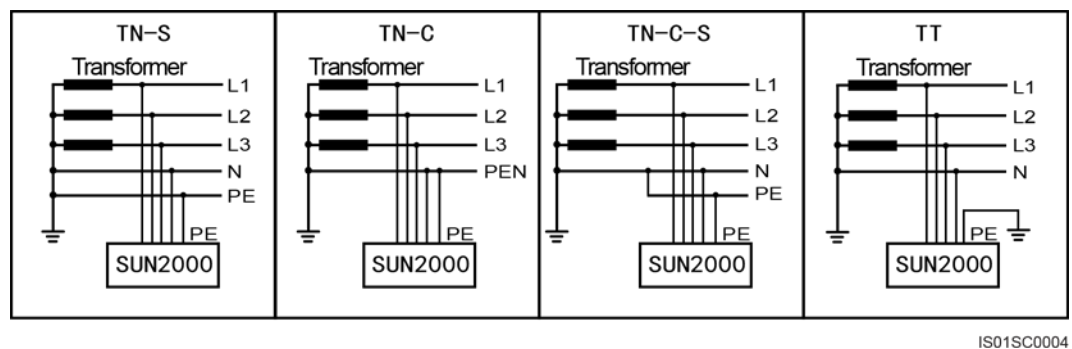 TN-S
Transformer
L1
L2
L3
N
PE
PE
SUN2000
TN-C
Transformer
L1
L2
L3
PEN
PE
SUN2000
TN-C-S
Transformer
L1
L2
L3
N
PE
PE
SUN2000
TT
Transformer
L1
L2
L3
N
PE
SUN2000
IS01SC0004